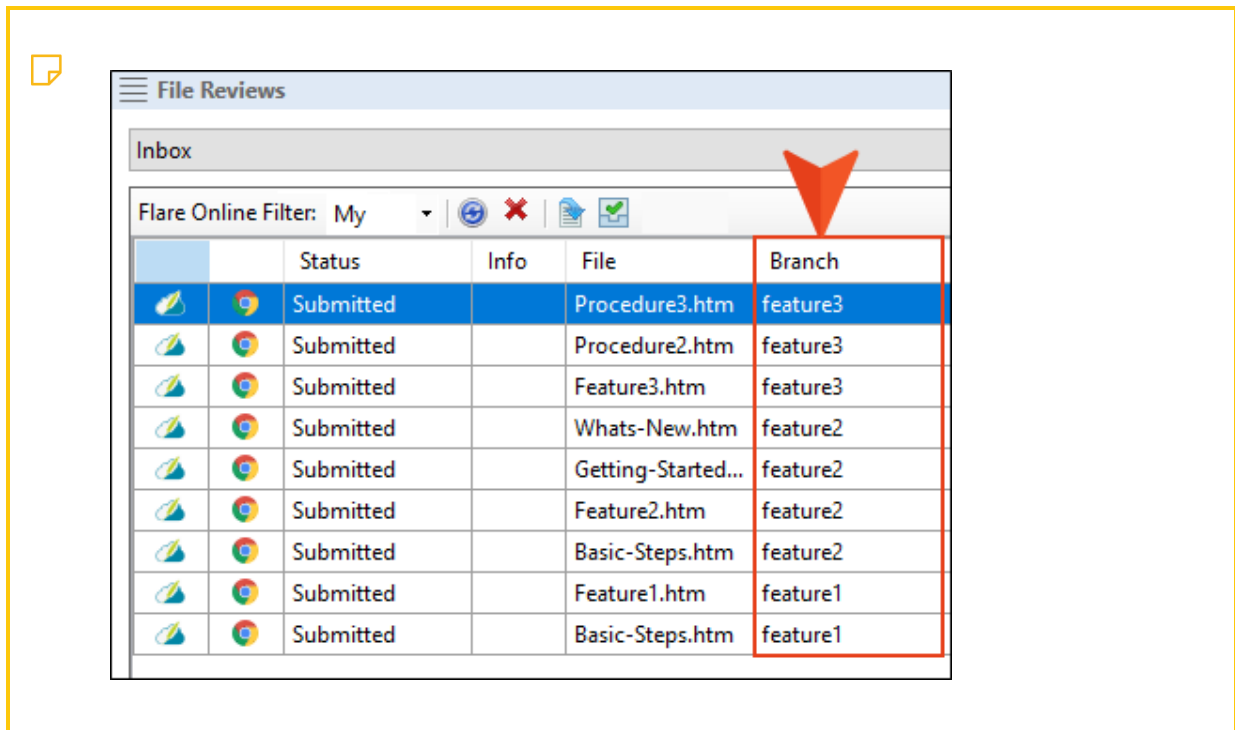 File Reviews
Inbox
Flare Online Filter: My
Status Info File Branch
Submitted Procedure3.htm feature3
Submitted Procedure2.htm feature3
Submitted Feature3.htm feature3
Submitted Whats-New.htm feature2
Submitted Getting-Started... feature2
Submitted Feature2.htm feature2
Submitted Basic-Steps.htm feature2
Submitted Feature1.htm feature1
Submitted Basic-Steps.htm feature1